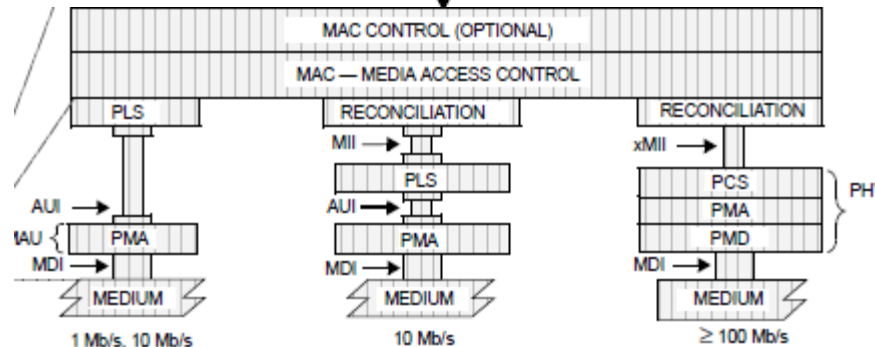 MAC CONTROL (OPTIONAL)
MAC — MEDIA ACCESS CONTROL
PLS
RECONCILIATION
RECONCILIATION
MII
xMII
PLS
PCS
AUI
AUI
PMA
PH
MAU
PMA
PMA
PMD
MDI
MDI
MDI
MEDIUM
MEDIUM
MEDIUM
1 Mb/s, 10 Mb/s
10 Mb/s
≥ 100 Mb/s